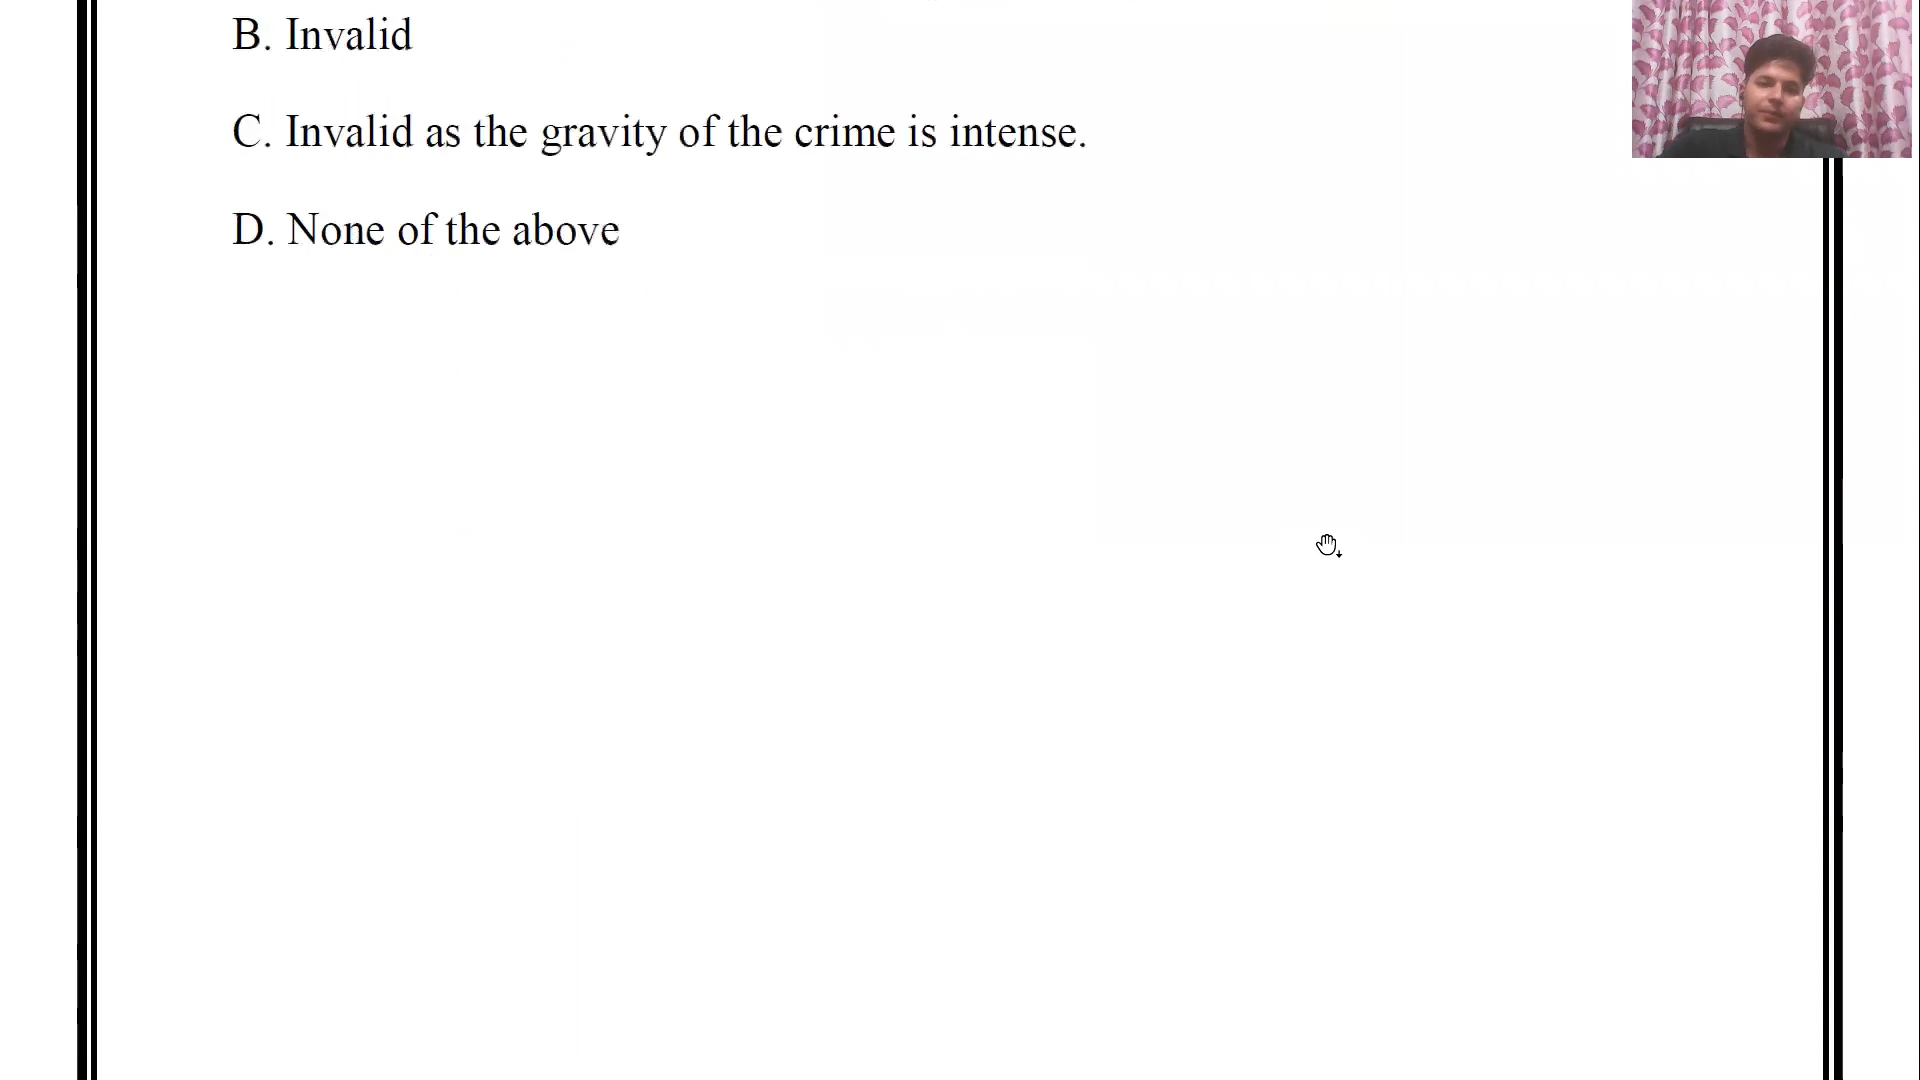 B. Invalid
C. Invalid as the gravity of the crime is intense.
D. None of the above